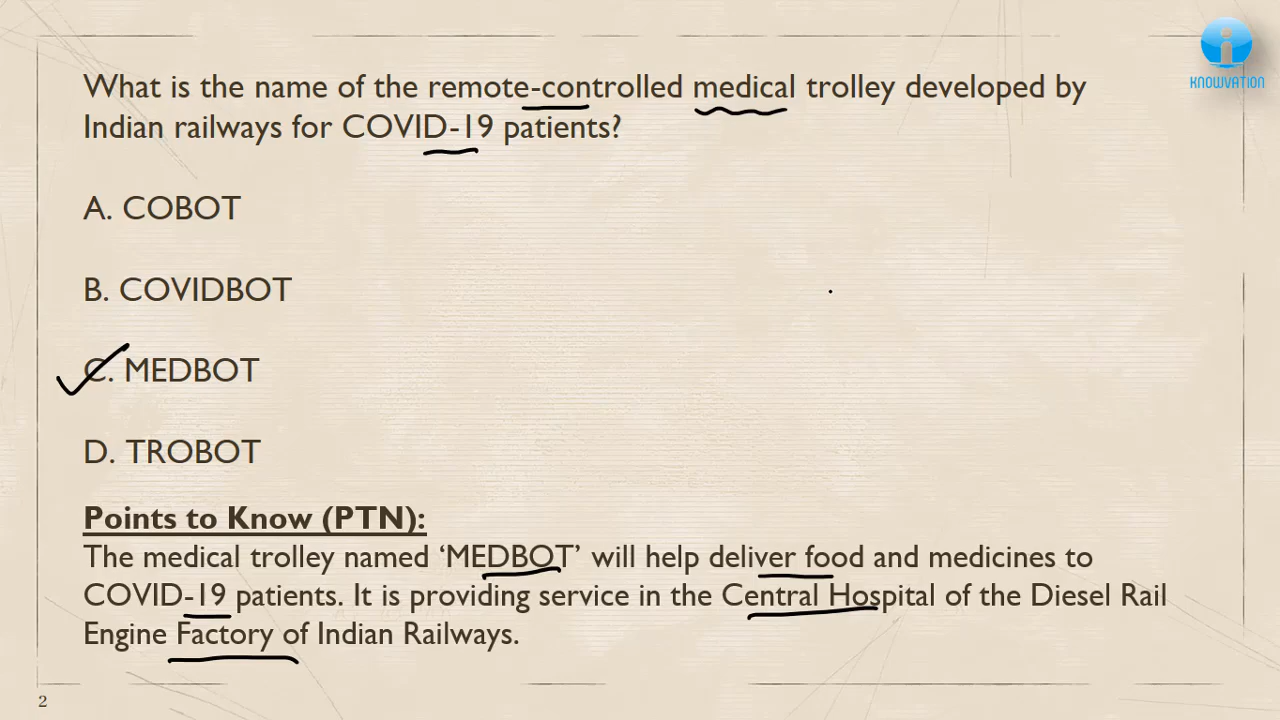 KNOWVATION
What is the name of the remote-controlled medical trolley developed by
Indian railways for COVID-19 patients?
A. COBOT
B. COVIDBOT
C. MEDBOT
D. TROBOT
Points to Know (PTN):
The medical trolley named ‘MEDBOT’ will help deliver food and medicines to
COVID-19 patients. It is providing service in the Central Hospital of the Diesel Rail
Engine Factory of Indian Railways.
2